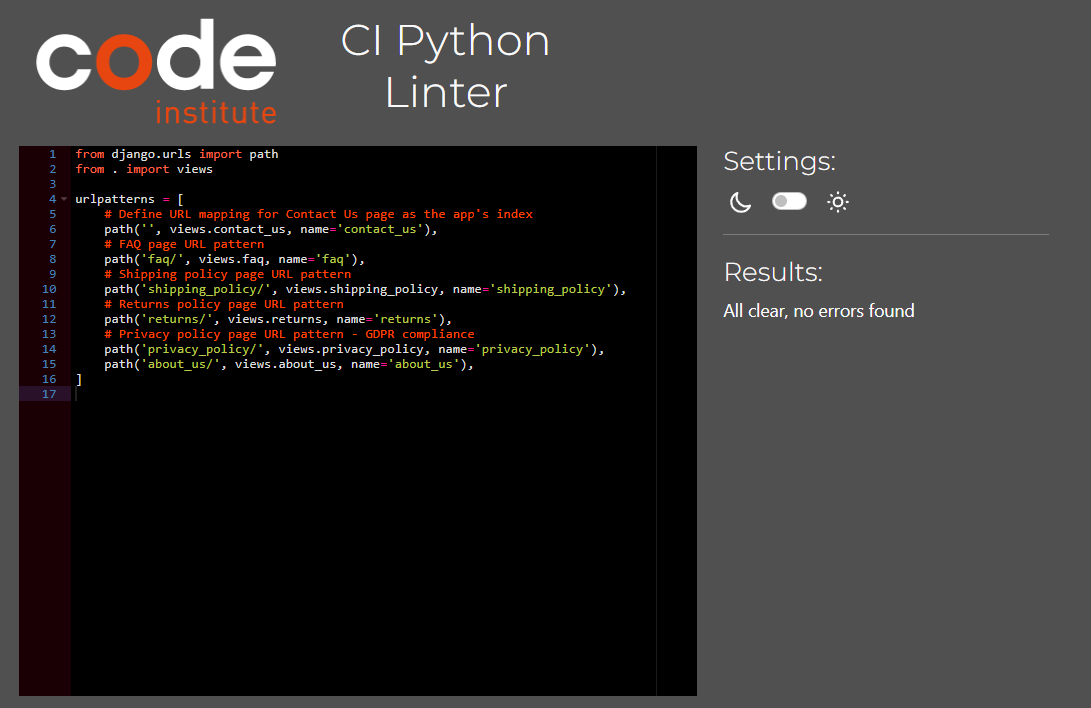 code
institute
CI Python
Linter
1 from django.urls import path
2 from . import views
3
4 urlpatterns = [
5     # Define URL mapping for Contact Us page as the app's index
6     path('', views.contact_us, name='contact_us'),
7     # FAQ page URL pattern
8     path('faq/', views.faq, name='faq'),
9     # Shipping policy page URL pattern
10     path('shipping_policy/', views.shipping_policy, name='shipping_policy'),
11     # Returns policy page URL pattern
12     path('returns/', views.returns, name='returns'),
13     # Privacy policy page URL pattern - GDPR compliance
14     path('privacy_policy/', views.privacy_policy, name='privacy_policy'),
15     path('about_us/', views.about_us, name='about_us'),
16 ]
17
Settings:
Results:
All clear, no errors found